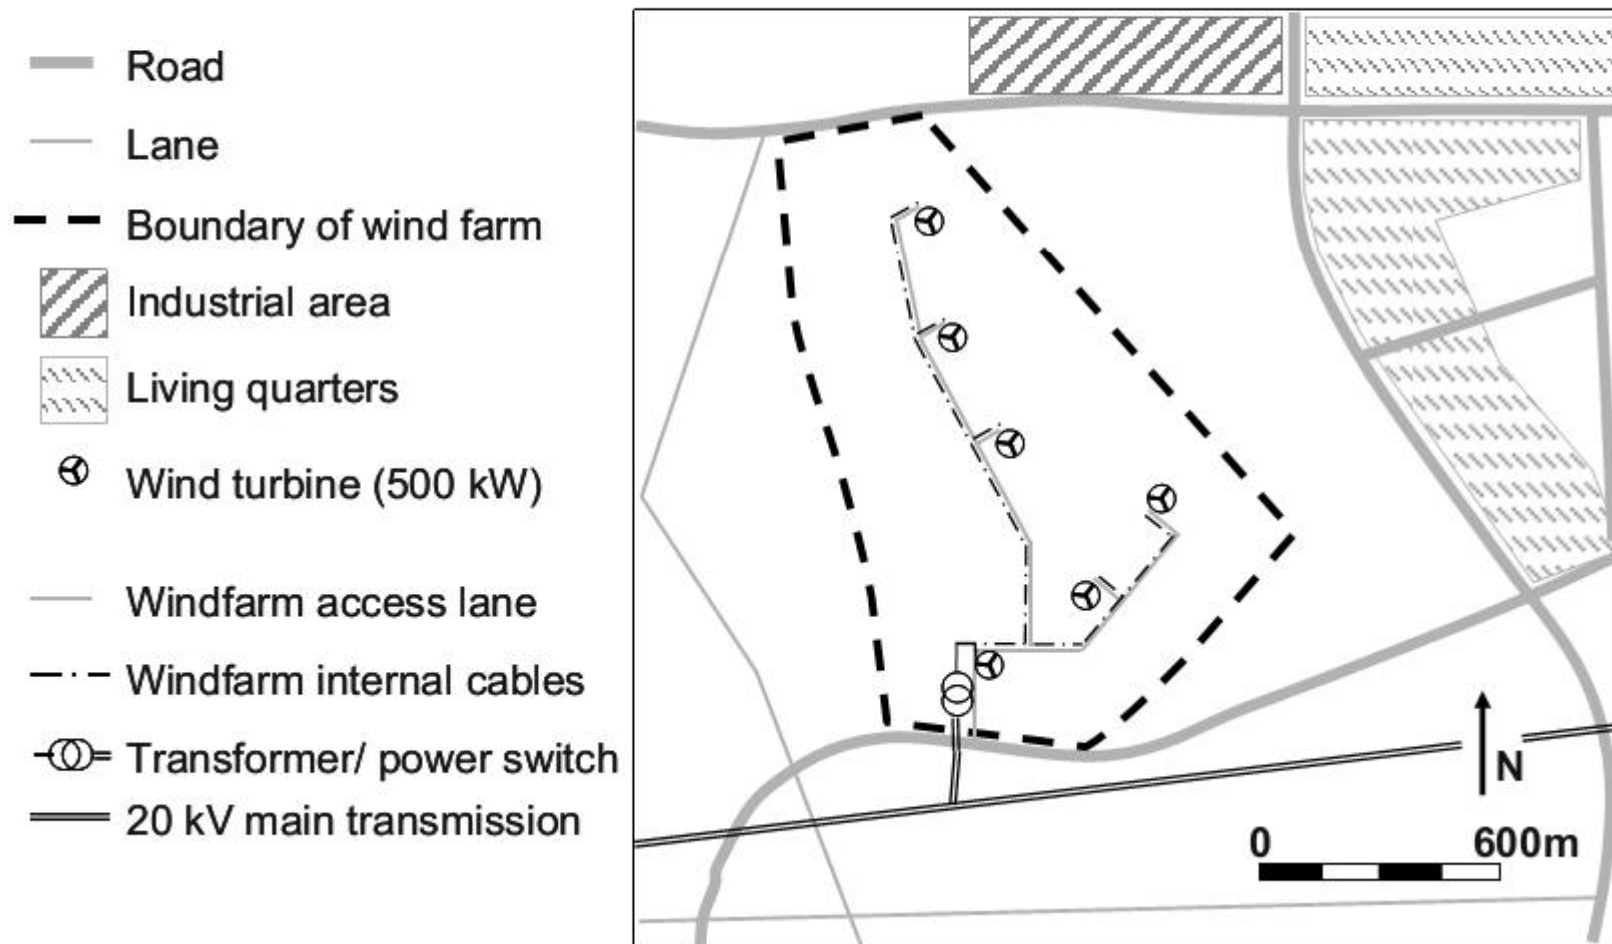 Road
Lane
Boundary of wind farm
Industrial area
Living quarters
Wind turbine (500 kW)
Windfarm access lane
Windfarm internal cables
Transformer/ power switch
20 kV main transmission
N
0 600m